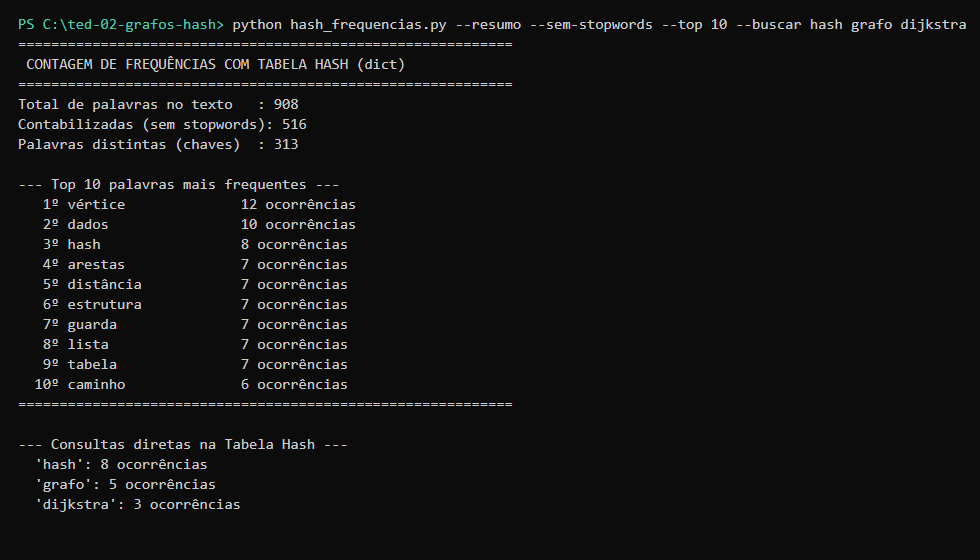 PS C:\ted-02-grafos-hash> python hash_frequencias.py --resumo --sem-stopwords --top 10 --buscar hash grafo dijkstra
============================================================
CONTAGEM DE FREQUÊNCIAS COM TABELA HASH (dict)
============================================================
Total de palavras no texto   : 908
Contabilizadas (sem stopwords): 516
Palavras distintas (chaves)  : 313

--- Top 10 palavras mais frequentes ---
   1º vértice              12 ocorrências
   2º dados                10 ocorrências
   3º hash                 8 ocorrências
   4º arestas              7 ocorrências
   5º distância            7 ocorrências
   6º estrutura            7 ocorrências
   7º guarda               7 ocorrências
   8º lista                7 ocorrências
   9º tabela               7 ocorrências
  10º caminho              6 ocorrências
============================================================

--- Consultas diretas na Tabela Hash ---
  'hash': 8 ocorrências
  'grafo': 5 ocorrências
  'dijkstra': 3 ocorrências